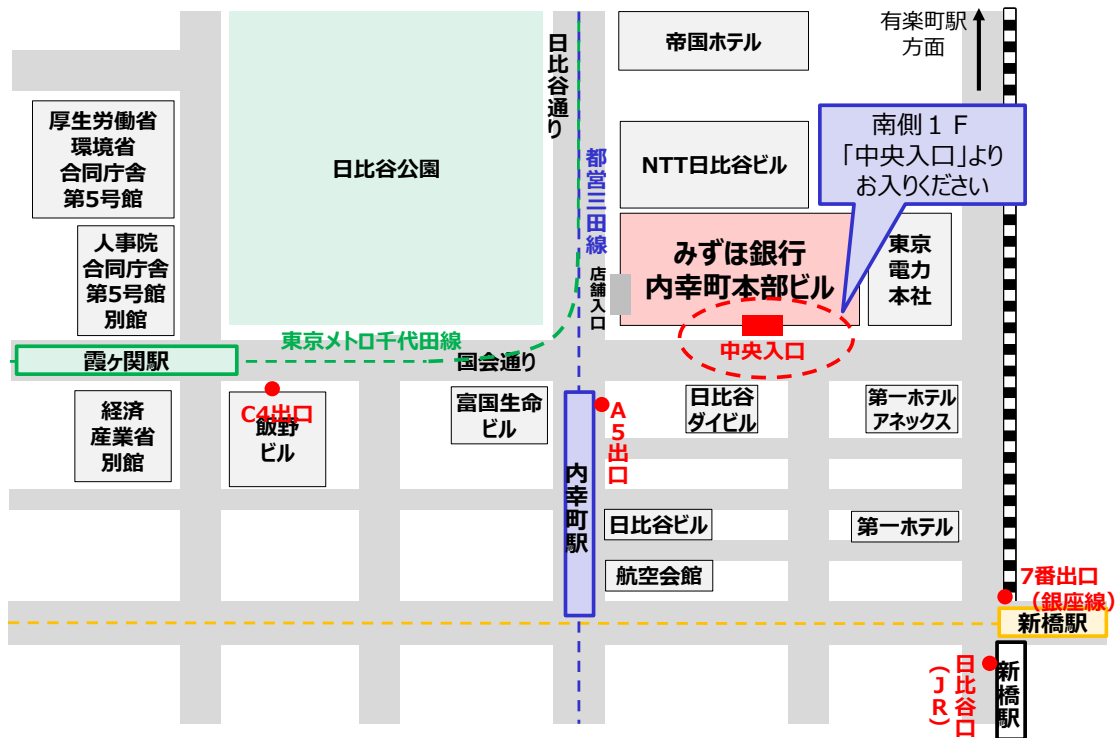 帝国ホテル
有楽町駅
方面
日比谷通り
厚生労働省
環境省
合同庁舎
第5号館
日比谷公園
都営三田線
NTT日比谷ビル
南側１Ｆ
「中央入口」より
お入りください
人事院
合同庁舎
第5号館
別館
店舗入口
みずほ銀行
内幸町本部ビル
東京
電力
本社
東京メトロ千代田線
中央入口
霞ヶ関駅
国会通り
経済
産業省
別館
C4出口
飯野
ビル
富国生命
ビル
A5出口
日比谷
ダイビル
第一ホテル
アネックス
内幸町駅
日比谷ビル
第一ホテル
航空会館
7番出口
（銀座線）
新橋駅
日比谷口
（JR）
新橋駅